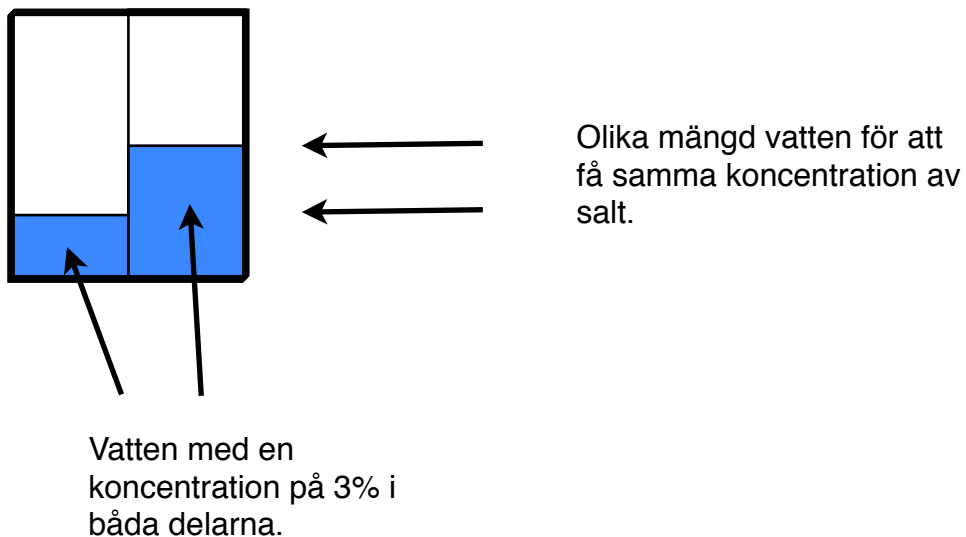 Olika mängd vatten för att
få samma koncentration av
salt.
Vatten med en
koncentration på 3% i
båda delarna.